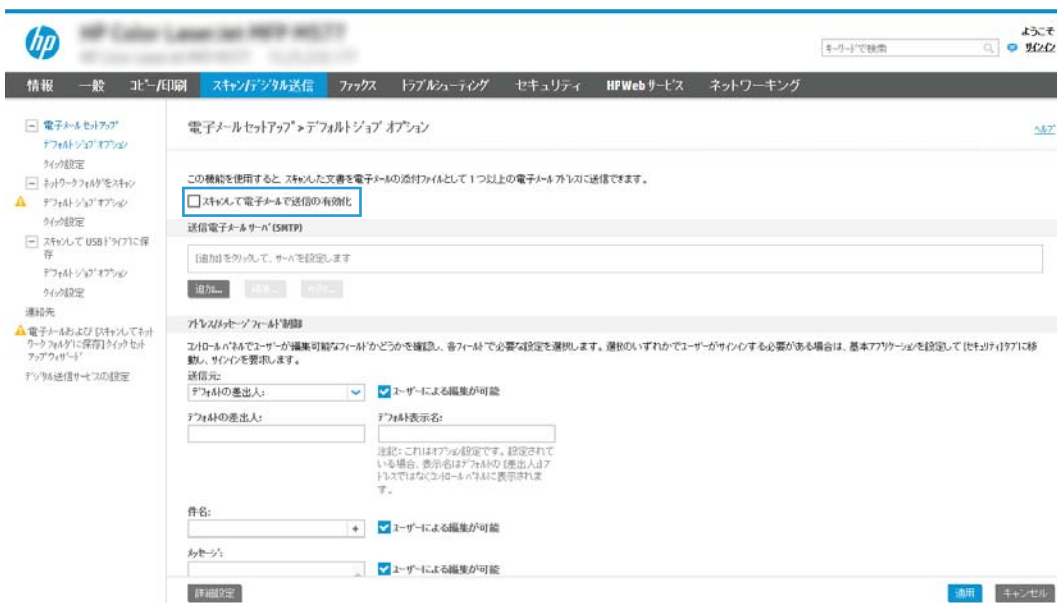 hp
ようこそ
キーワードで検索
サインイン
情報 一般 コピー/印刷 スキャン/デジタル送信 ファックス トラブルシューティング セキュリティ HP Web サービス ネットワーキング
電子メール セットアップ
デフォルト ジョブ オプション
クイック設定
ネットワーク フォルダをスキャン
デフォルト ジョブ オプション
クイック設定
スキャンして USB ドライブに保
存
デフォルト ジョブ オプション
クイック設定
連絡先
電子メールおよび [スキャンしてネット
ワーク フォルダに保存] クイック セット
アップ ウィザード
デジタル送信サービスの設定
電子メール セットアップ > デフォルト ジョブ オプション
ヘルプ
この機能を使用すると、スキャンした文書を電子メールの添付ファイルとして 1 つ以上の電子メール アドレスに送信できます。
スキャンして電子メールで送信の有効化
送信電子メール サーバ (SMTP)
[追加] をクリックして、サーバを設定します
追加...
アドレス/メッセージ フィールド制御
コントロール パネルでユーザーが編集可能なフィールドかどうかを確認し、各フィールドで必要な設定を選択します。選択のいずれかでユーザーがサインインする必要がある場合は、基本アプリケーションを設定して [セキュリティ] タブに移
動し、サインインを要求します。
送信元:
デフォルトの差出人: ユーザーによる編集が可能
デフォルトの差出人: デフォルト表示名:
注記: これはオプション設定です。設定されて
いる場合、表示名はデフォルトの [差出人] ア
ドレスではなくコントロール パネルに表示されま
す。
件名:
+ ユーザーによる編集が可能
メッセージ:
ユーザーによる編集が可能
詳細設定 適用 キャンセル